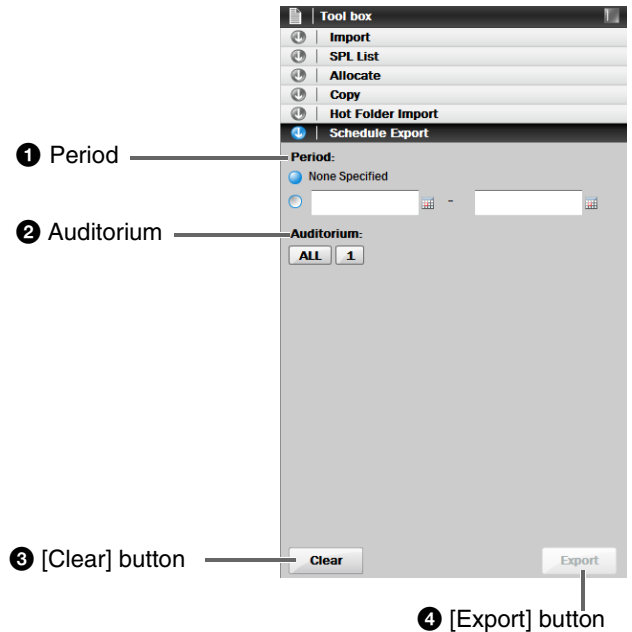 Tool box
Import
SPL List
Allocate
Copy
Hot Folder Import
Schedule Export
❶ Period
Period:
None Specified
-
❷ Auditorium
Auditorium:
ALL 1
❸ [Clear] button
Clear Export
❹ [Export] button